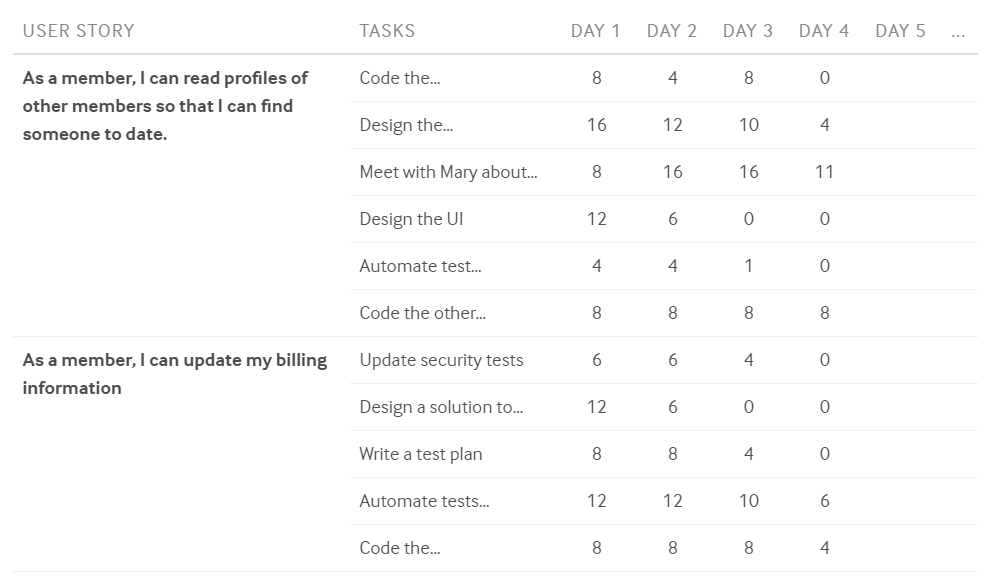 USER STORY TASKS DAY 1 DAY 2 DAY 3 DAY 4 DAY 5 ...
As a member, I can read profiles of Code the... 8 4 8 0
other members so that I can find
someone to date.
Design the... 16 12 10 4
Meet with Mary about... 8 16 16 11
Design the UI 12 6 0 0
Automate test... 4 4 1 0
Code the other... 8 8 8 8
As a member, I can update my billing Update security tests 6 6 4 0
information
Design a solution to... 12 6 0 0
Write a test plan 8 8 4 0
Automate tests... 12 12 10 6
Code the... 8 8 8 4